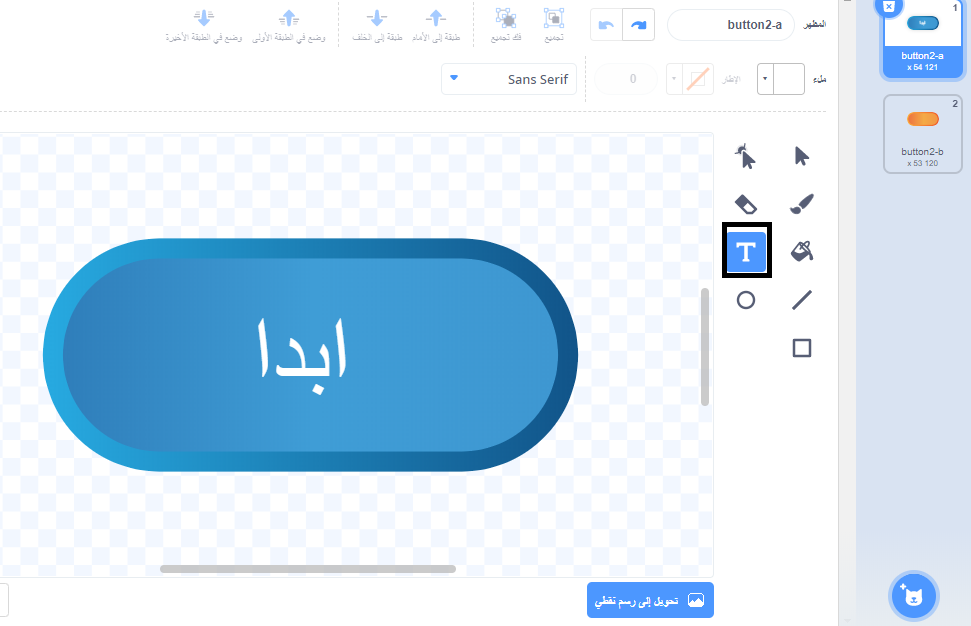 المظهر
button2-a
تجميع
فك تجميع
طبقة إلى الأمام
طبقة إلى الخلف
وضع في الطبقة الأولى
وضع في الطبقة الأخيرة
ملء
الإطار
0
Sans Serif
ابدا
T
تحويل إلى رسم نقطي
1
ابدا
button2-a
121 x 54
2
button2-b
120 x 53